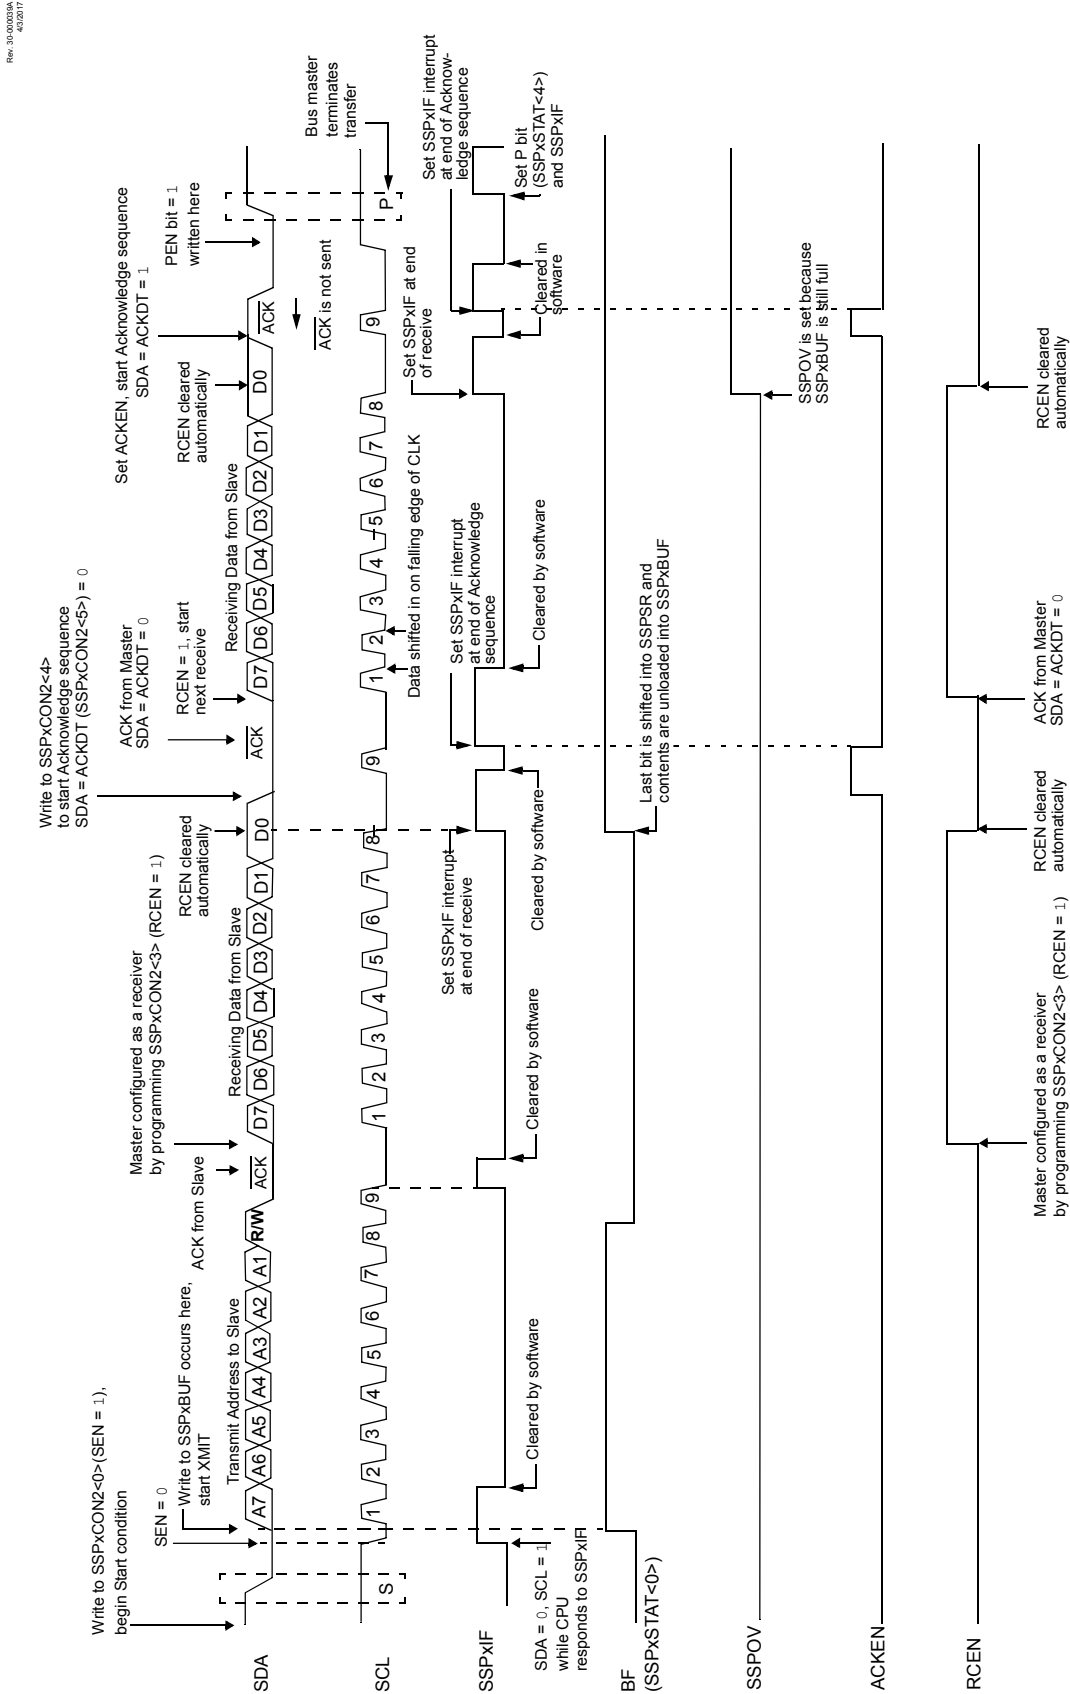 Rev. 30-000039A
4/3/2017
Write to SSPxCON2<0>(SEN = 1),
begin Start condition
SEN = 0
Write to SSPxBUF occurs here,
start XMIT
ACK from Slave
Master configured as a receiver
by programming SSPxCON2<3> (RCEN = 1)
RCEN cleared
automatically
Write to SSPxCON2<4>
to start Acknowledge sequence
SDA = ACKDT (SSPxCON2<5>) = 0
ACK from Master
SDA = ACKDT = 0
RCEN = 1, start
next receive
RCEN cleared
automatically
Set ACKEN, start Acknowledge sequence
SDA = ACKDT = 1
PEN bit = 1
written here
Transmit Address to Slave
Receiving Data from Slave
Receiving Data from Slave
SDA
A7 A6 A5 A4 A3 A2 A1 R/W ACK D7 D6 D5 D4 D3 D2 D1 D0 ACK D7 D6 D5 D4 D3 D2 D1 D0 ACK
ACK is not sent
Bus master
terminates
transfer
SCL
S 1 2 3 4 5 6 7 8 9 1 2 3 4 5 6 7 8 9 1 2 3 4 5 6 7 8 9 P
Data shifted in on falling edge of CLK
Set SSPxIF interrupt
at end of receive
Set SSPxIF interrupt
at end of Acknowledge
sequence
Set SSPxIF at end
of receive
Set SSPxIF interrupt
at end of Acknow-
ledge sequence
SSPxIF
SDA = 0, SCL = 1
while CPU
responds to SSPxIF
Cleared by software
Cleared by software
Cleared by software
Cleared by software
Cleared in
software
Set P bit
(SSPxSTAT<4>)
and SSPxIF
BF
(SSPxSTAT<0>)
Last bit is shifted into SSPSR and
contents are unloaded into SSPxBUF
SSPOV
SSPOV is set because
SSPxBUF is still full
ACKEN
RCEN
Master configured as a receiver
by programming SSPxCON2<3> (RCEN = 1)
RCEN cleared
automatically
ACK from Master
SDA = ACKDT = 0
RCEN cleared
automatically